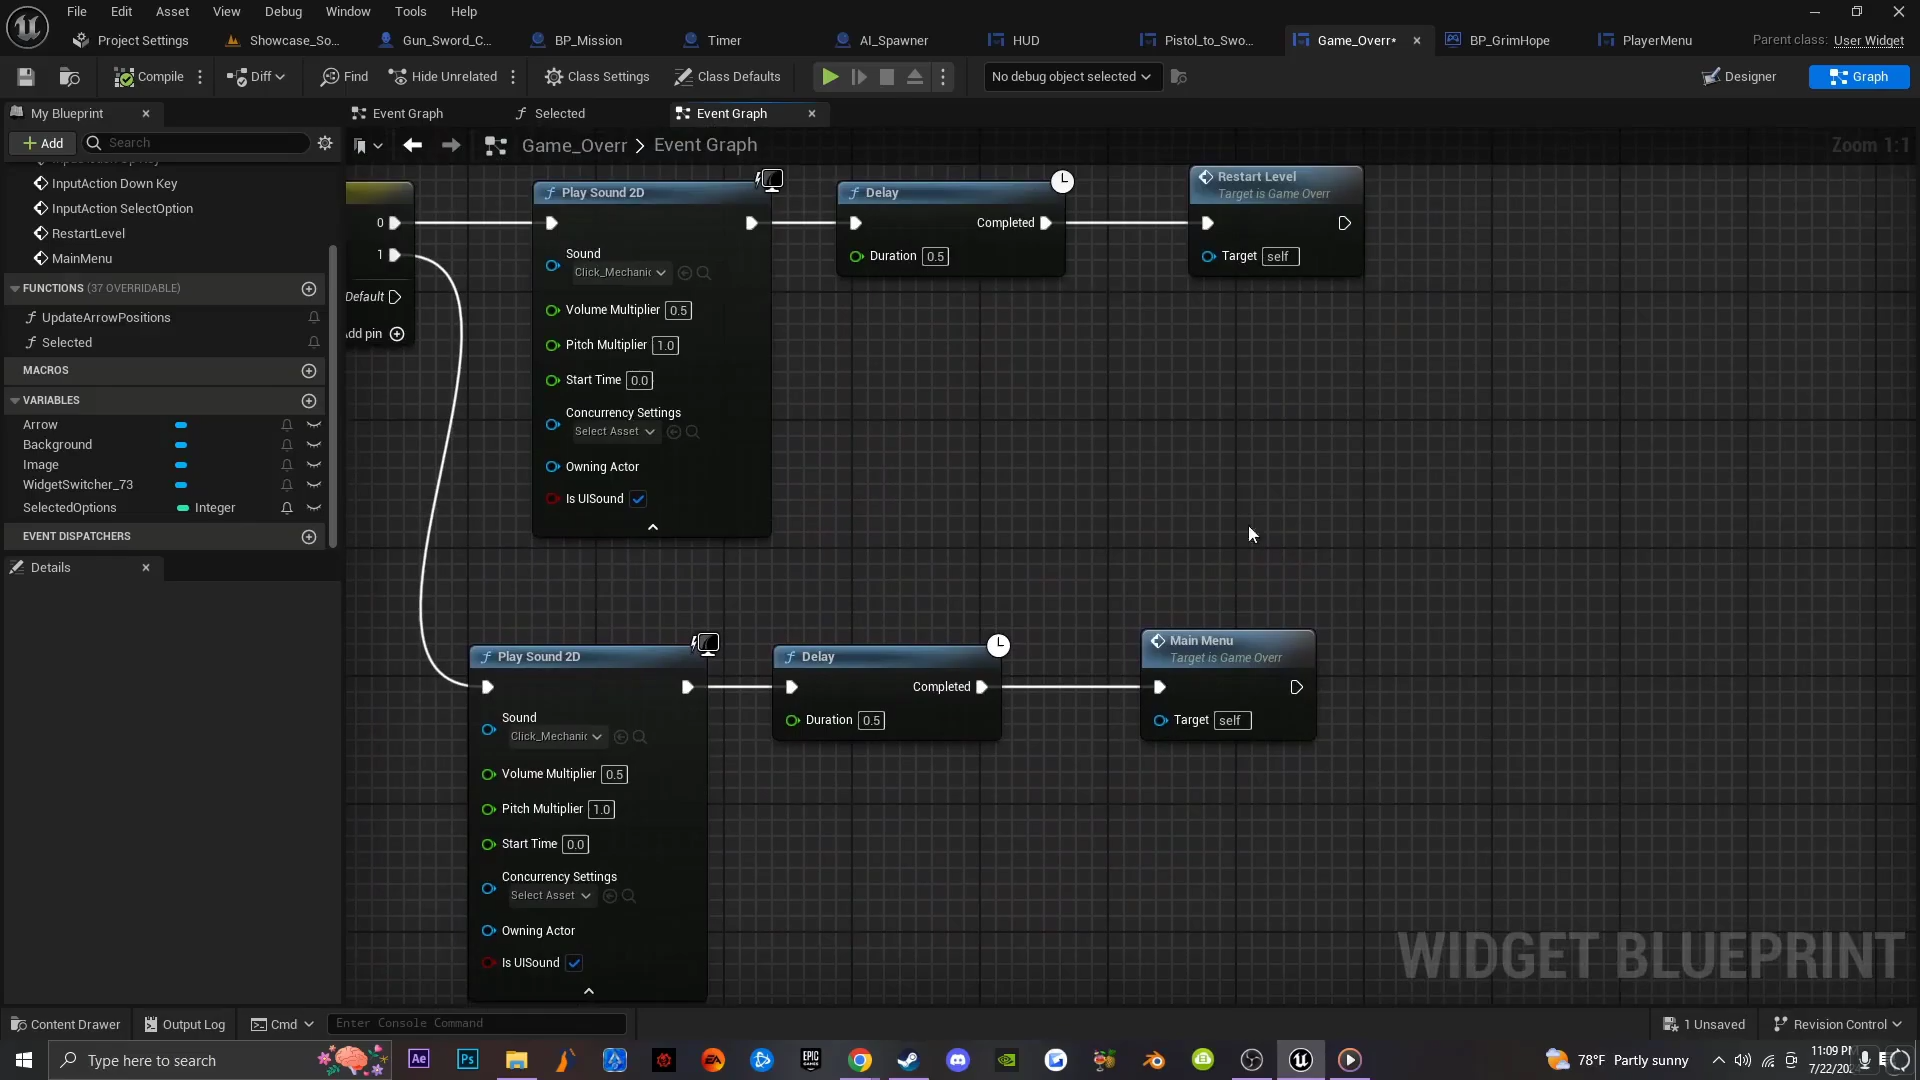 File Edit Asset View Debug Window Tools Help
Project Settings Showcase_So... Gun_Sword_C... BP_Mission Timer AI_Spawner HUD Pistol_to_Swo... Game_Overr* BP_GrimHope PlayerMenu Parent class: User Widget
Compile Diff Find Hide Unrelated Class Settings Class Defaults No debug object selected Designer Graph
My Blueprint Event Graph Selected Event Graph
Add Search Game_Overr > Event Graph Zoom 1:1
InputAction Down Key
InputAction SelectOption
RestartLevel
MainMenu
FUNCTIONS (37 OVERRIDABLE)
UpdateArrowPositions
Selected
MACROS
VARIABLES
Arrow
Background
Image
WidgetSwitcher_73
SelectedOptions Integer
EVENT DISPATCHERS
Details
0
1
Default
Add pin
Play Sound 2D
Sound
Click_Mechanic
Volume Multiplier 0.5
Pitch Multiplier 1.0
Start Time 0.0
Concurrency Settings
Select Asset
Owning Actor
Is UISound
Delay
Completed
Duration 0.5
Restart Level
Target is Game Overr
Target self
Play Sound 2D
Sound
Click_Mechanic
Volume Multiplier 0.5
Pitch Multiplier 1.0
Start Time 0.0
Concurrency Settings
Select Asset
Owning Actor
Is UISound
Delay
Completed
Duration 0.5
Main Menu
Target is Game Overr
Target self
WIDGET BLUEPRINT
Content Drawer Output Log Cmd Enter Console Command 1 Unsaved Revision Control
Type here to search Ae Ps EA EPIC GAMES 78°F Partly sunny 11:09 PM